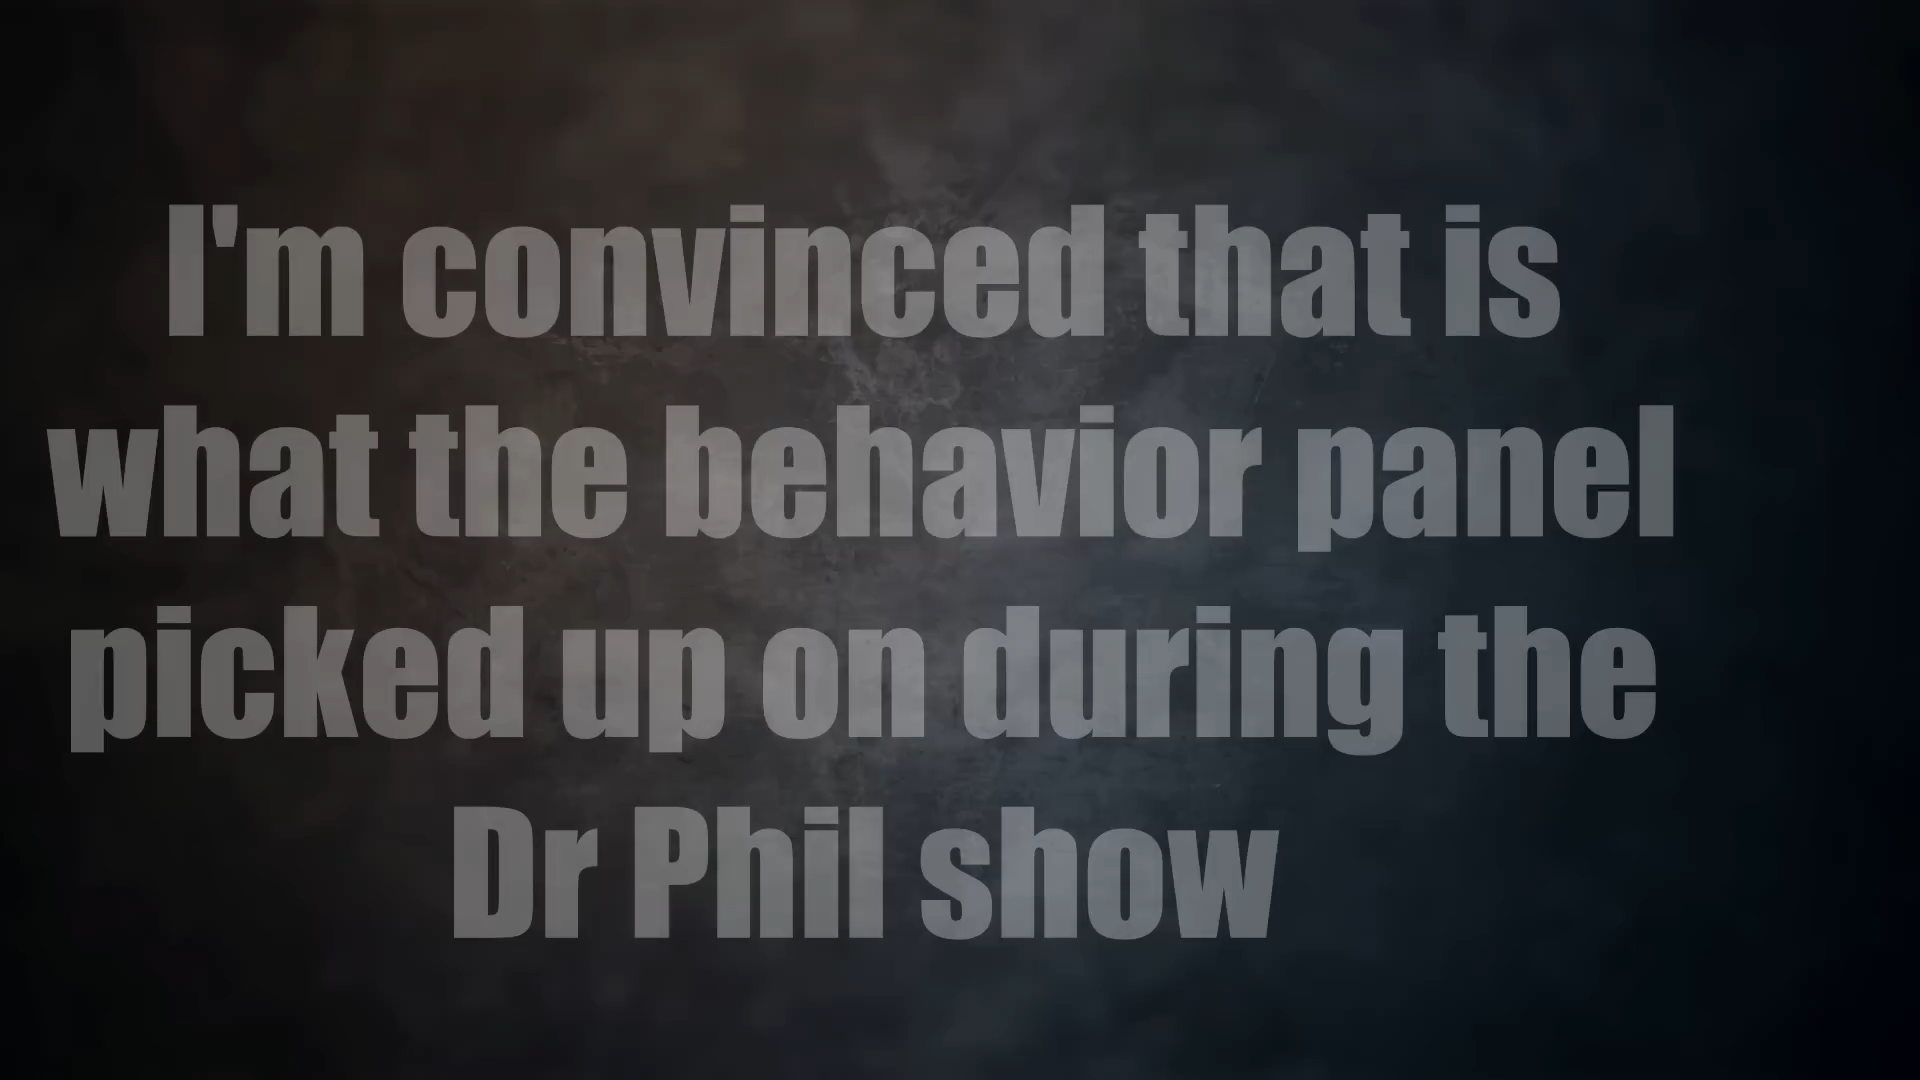 I'm convinced that is
what the behavior panel
picked up on during the
Dr Phil show